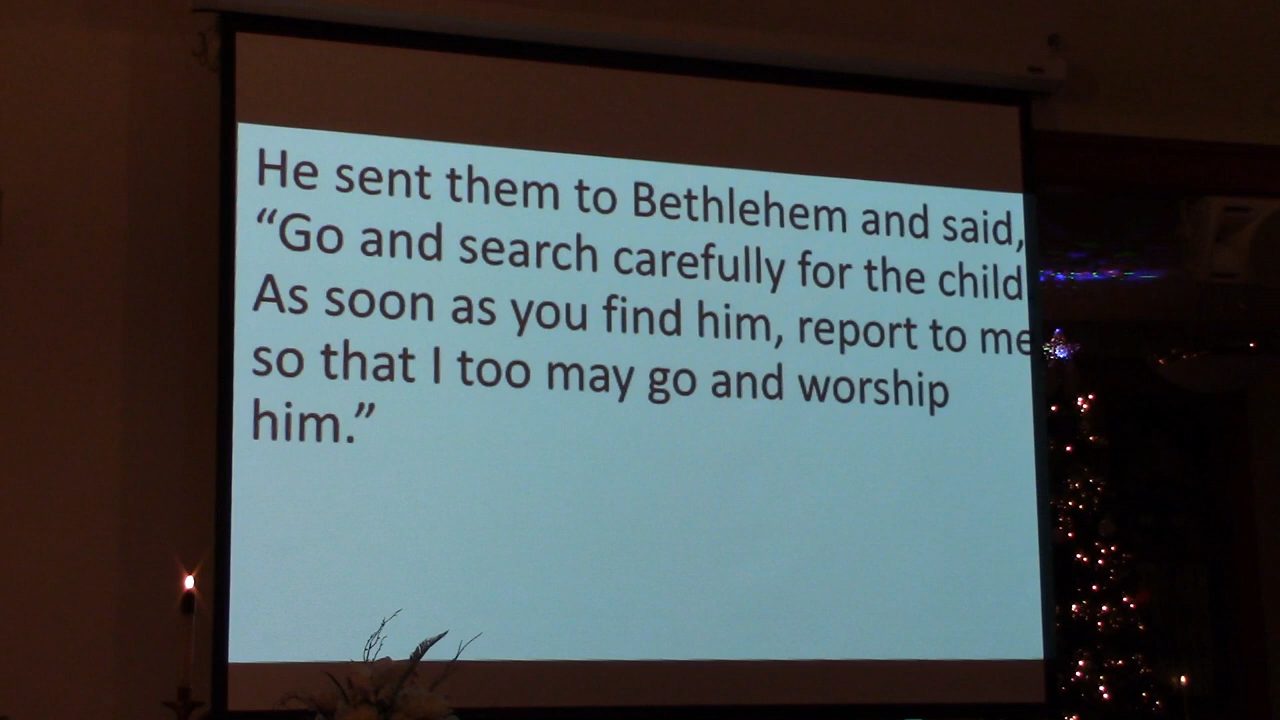 He sent them to Bethlehem and said,
“Go and search carefully for the child
As soon as you find him, report to me
so that I too may go and worship
him.”